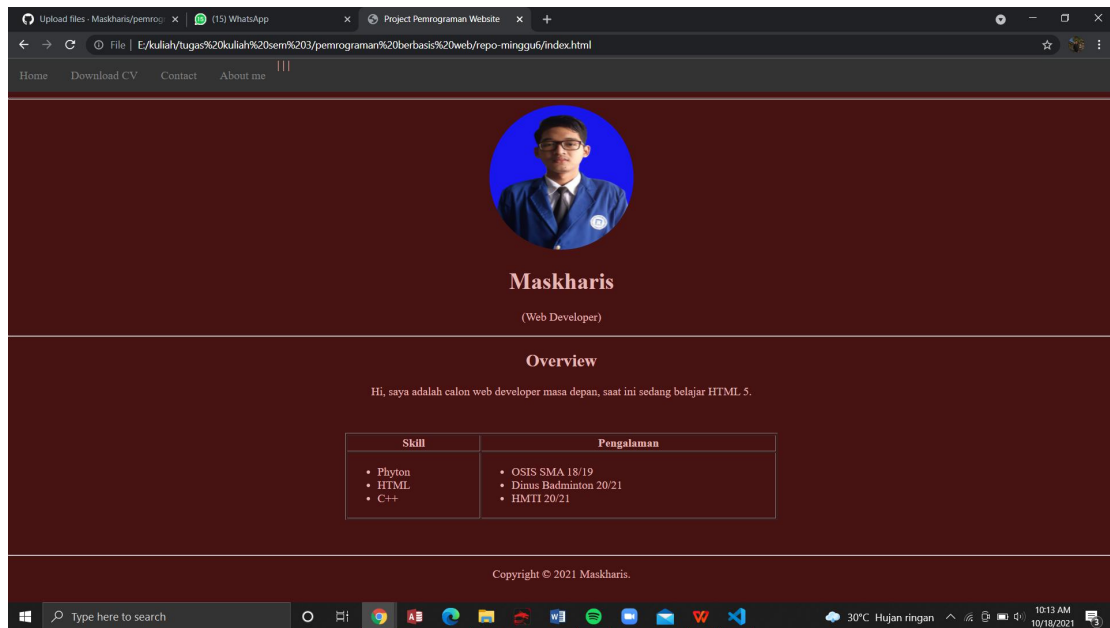 Upload files · Maskharis/pemrog
(15) WhatsApp
Project Pemrograman Website
File | E:/kuliah/tugas%20kuliah%20sem%203/pemrograman%20berbasis%20web/repo-minggu6/index.html
Home Download CV Contact About me | | |
Maskharis
(Web Developer)
Overview
Hi, saya adalah calon web developer masa depan, saat ini sedang belajar HTML 5.
Skill Pengalaman
• Phyton • OSIS SMA 18/19
• HTML • Dinus Badminton 20/21
• C++ • HMTI 20/21
Copyright © 2021 Maskharis.
Type here to search
30°C Hujan ringan
10:13 AM
10/18/2021
3